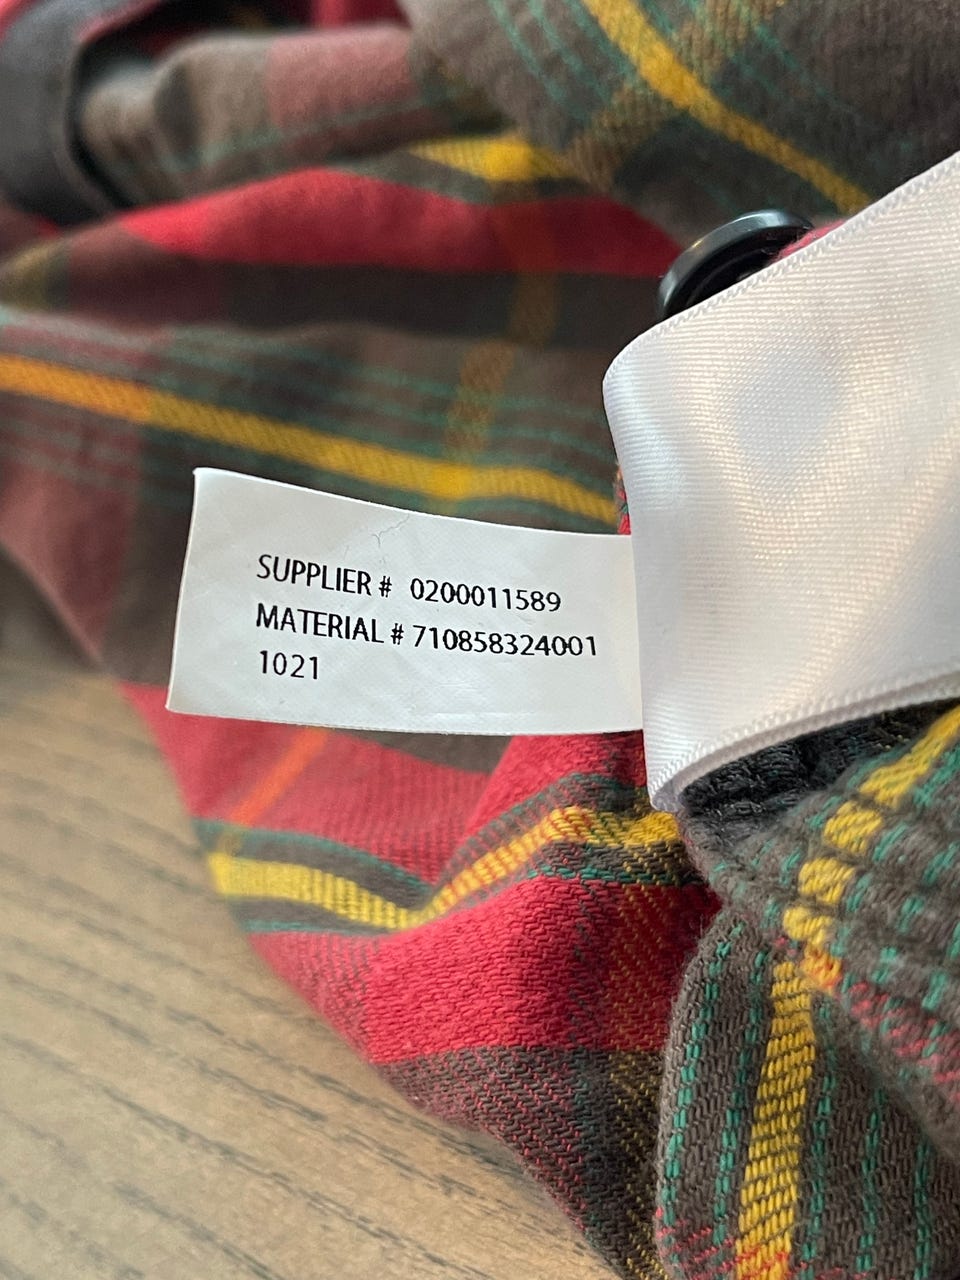 SUPPLIER # 0200011589
MATERIAL # 710858324001
1021